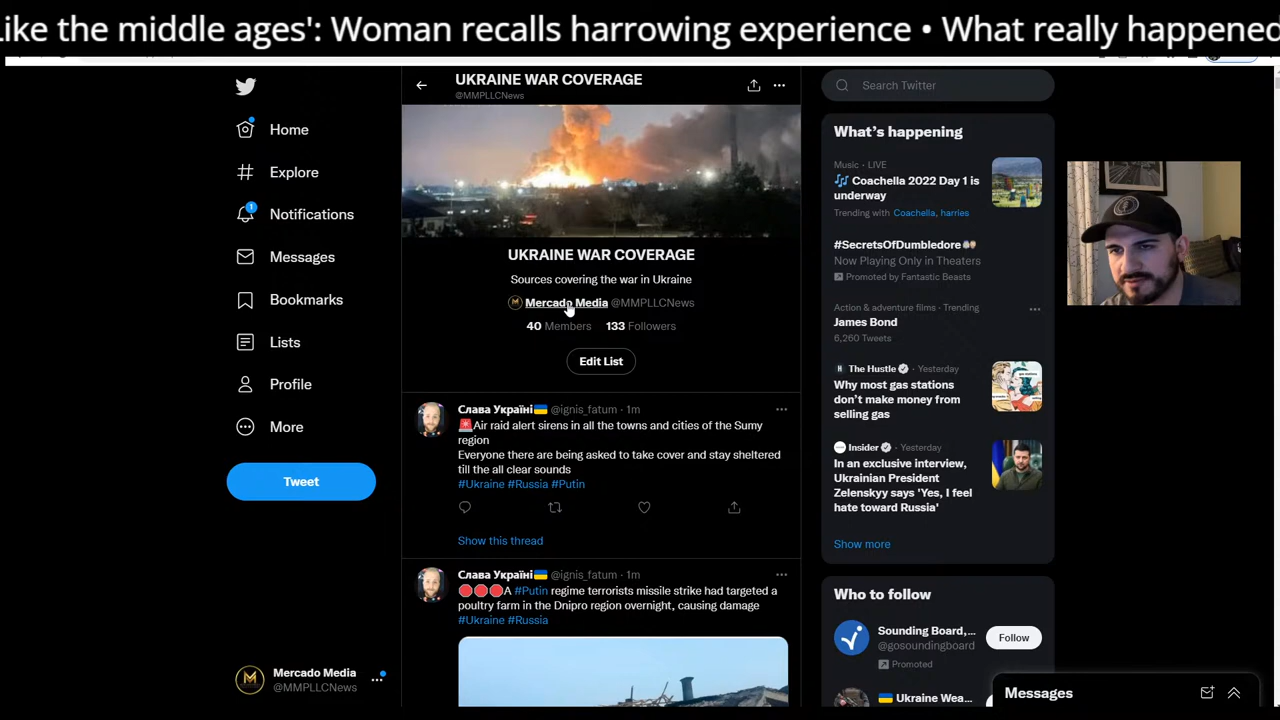 Like the middle ages': Woman recalls harrowing experience • What really happened
UKRAINE WAR COVERAGE
@MMPLLCNews
Search Twitter
Home
Explore
1
Notifications
Messages
Bookmarks
Lists
Profile
More
Tweet
Mercado Media
@MMPLLCNews
UKRAINE WAR COVERAGE
Sources covering the war in Ukraine
Mercado Media @MMPLLCNews
40 Members 133 Followers
Edit List
Слава Україні🇺🇦 @ignis_fatum · 1m
🚨Air raid alert sirens in all the towns and cities of the Sumy
region
Everyone there are being asked to take cover and stay sheltered
till the all clear sounds
#Ukraine #Russia #Putin
Show this thread
Слава Україні🇺🇦 @ignis_fatum · 1m
🛑🛑🛑A #Putin regime terrorists missile strike had targeted a
poultry farm in the Dnipro region overnight, causing damage
#Ukraine #Russia
What's happening
Music · LIVE
🎶 Coachella 2022 Day 1 is
underway
Trending with Coachella, harries
#SecretsOfDumbledore
Now Playing Only in Theaters
Promoted by Fantastic Beasts
Action & adventure films · Trending
James Bond
6,260 Tweets
The Hustle · Yesterday
Why most gas stations
don't make money from
selling gas
Insider · Yesterday
In an exclusive interview,
Ukrainian President
Zelenskyy says 'Yes, I feel
hate toward Russia'
Show more
Who to follow
Sounding Board,...
@gosoundingboard
Promoted
Follow
🇺🇦 Ukraine Wea...
Messages